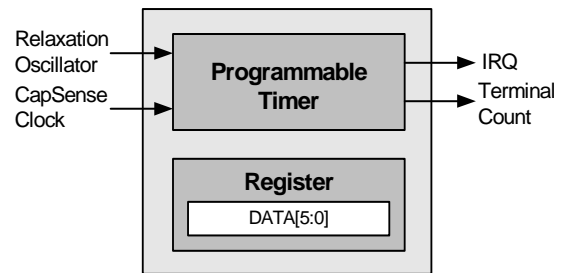 Relaxation
Oscillator
CapSense
Clock
Programmable
Timer
IRQ
Terminal
Count
Register
DATA[5:0]